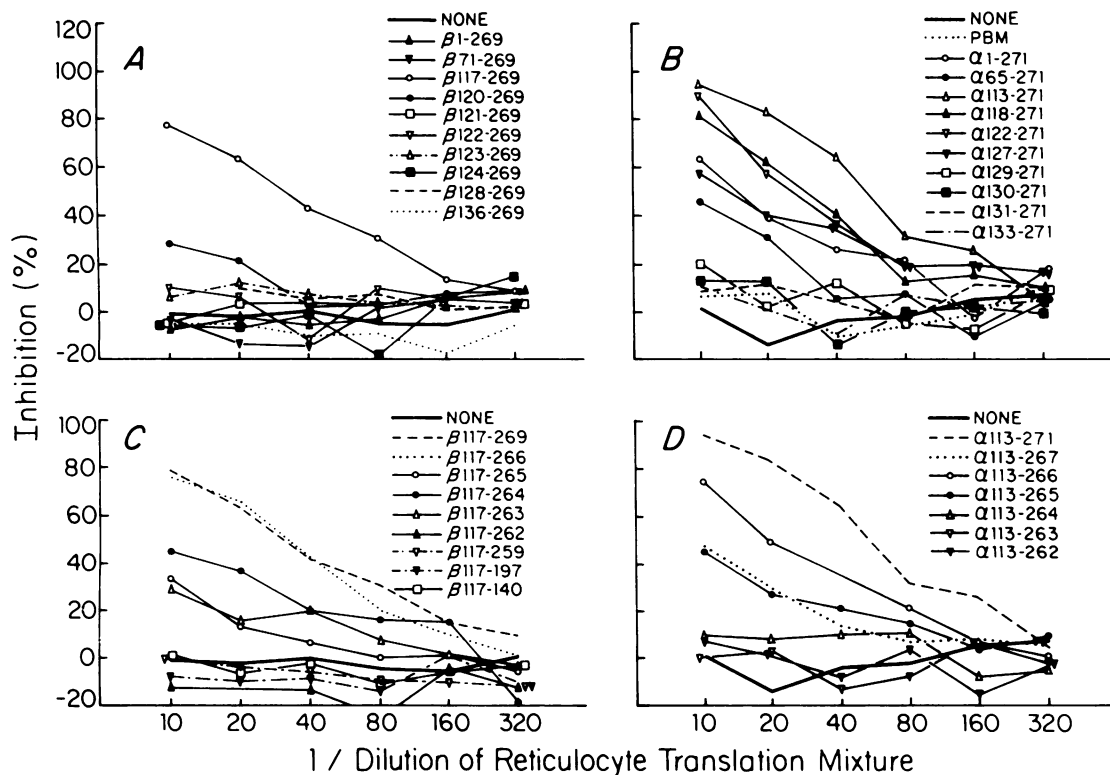 A
NONE
β1-269
β71-269
β117-269
β120-269
β121-269
β122-269
β123-269
β124-269
β128-269
β136-269
120
100
80
60
40
20
0
-20
B
NONE
PBM
α1-271
α65-271
α113-271
α118-271
α122-271
α127-271
α129-271
α130-271
α131-271
α133-271
Inhibition (%)
C
NONE
β117-269
β117-266
β117-265
β117-264
β117-263
β117-262
β117-259
β117-197
β117-140
100
80
60
40
20
0
-20
D
NONE
α113-271
α113-267
α113-266
α113-265
α113-264
α113-263
α113-262
10 20 40 80 160 320
10 20 40 80 160 320
1 / Dilution of Reticulocyte Translation Mixture